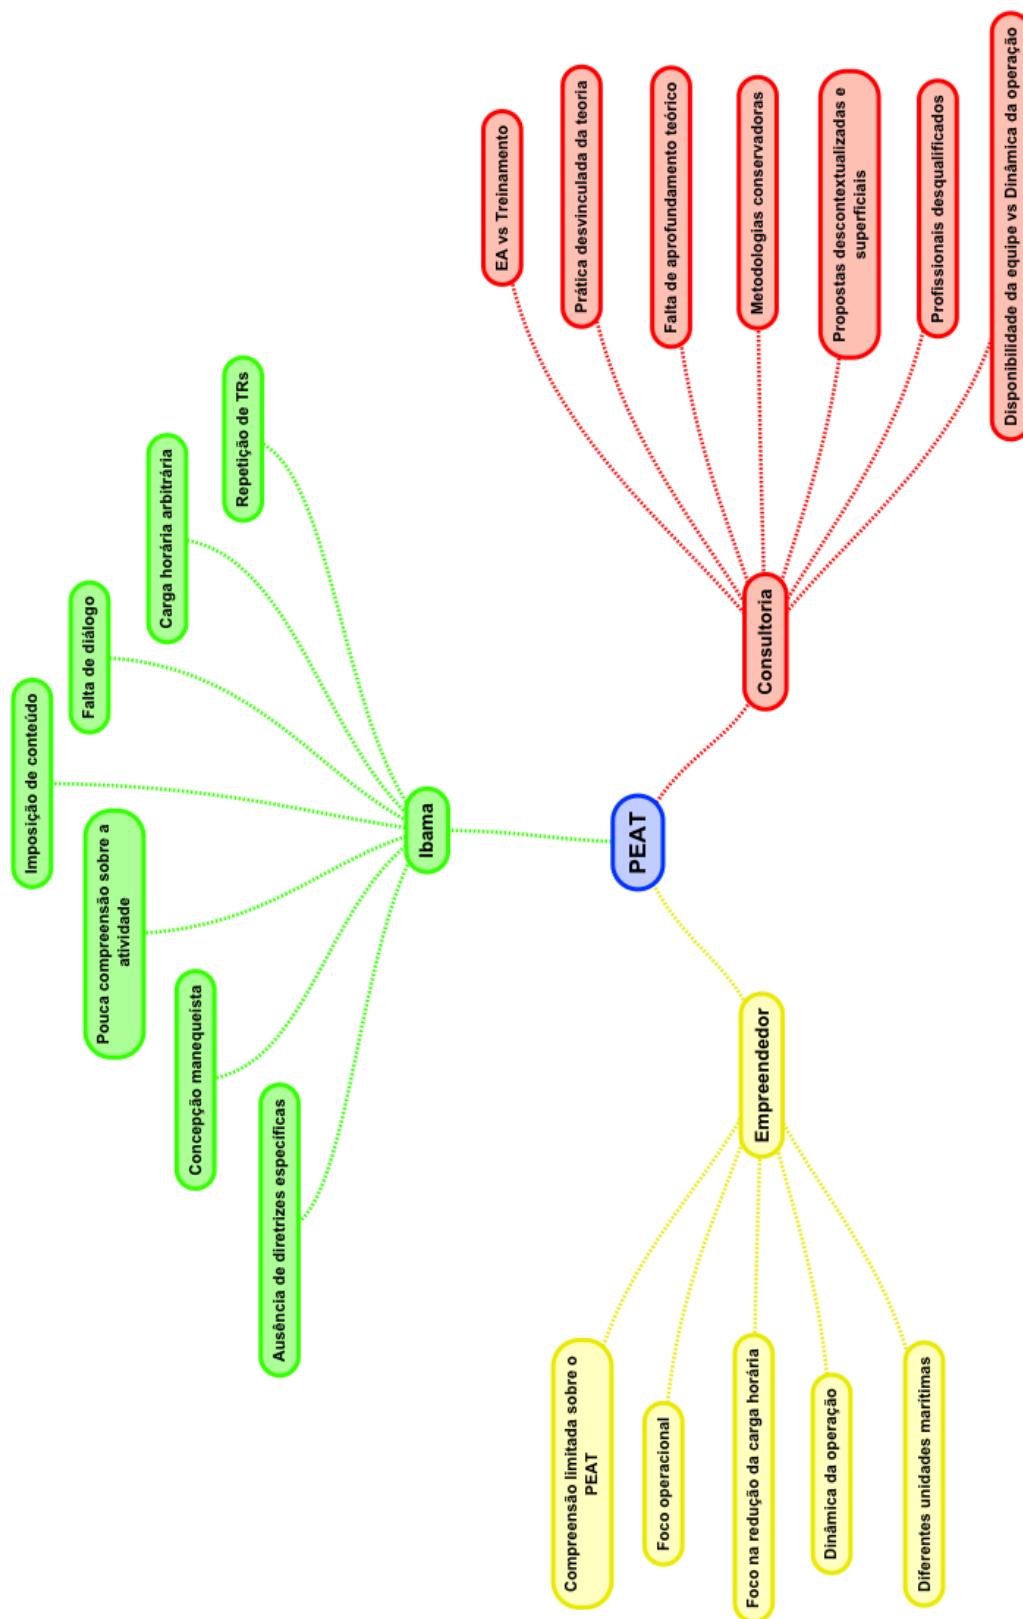 PEAT
Ibama
Ausência de diretrizes específicas
Concepção manequeista
Pouca compreensão sobre a
atividade
Imposição de conteúdo
Falta de diálogo
Carga horária arbitrária
Repetição de TRs
Consultoria
EA vs Treinamento
Prática desvinculada da teoria
Falta de aprofundamento teórico
Metodologias conservadoras
Propostas descontextualizadas e
superficiais
Profissionais desqualificados
Disponibilidade da equipe vs Dinâmica da operação
Empreendedor
Compreensão limitada sobre o
PEAT
Foco operacional
Foco na redução da carga horária
Dinâmica da operação
Diferentes unidades marítimas